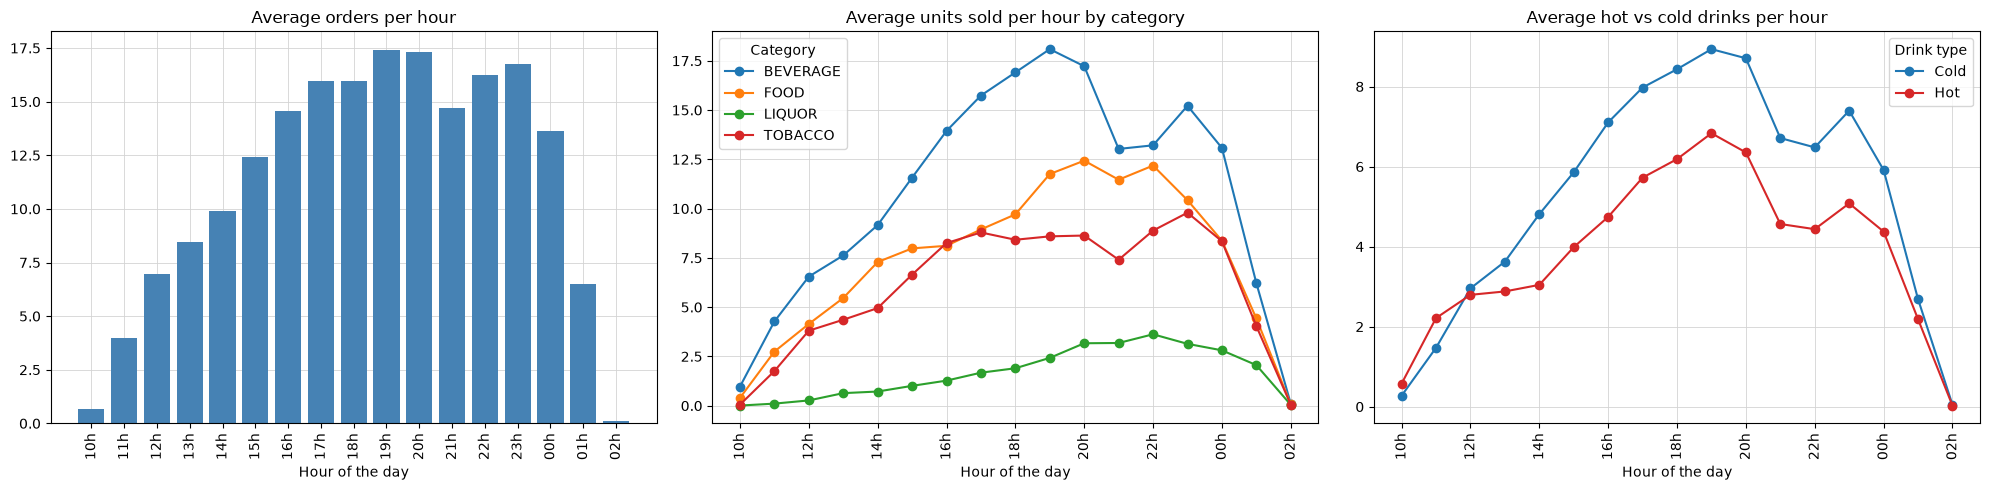 Average orders per hour
17.5
15.0
12.5
10.0
7.5
5.0
2.5
0.0
10h 11h 12h 13h 14h 15h 16h 17h 18h 19h 20h 21h 22h 23h 00h 01h 02h
Hour of the day
Average units sold per hour by category
Category
BEVERAGE
FOOD
LIQUOR
TOBACCO
17.5
15.0
12.5
10.0
7.5
5.0
2.5
0.0
10h 12h 14h 16h 18h 20h 22h 00h 02h
Hour of the day
Average hot vs cold drinks per hour
Drink type
Cold
Hot
8
6
4
2
0
10h 12h 14h 16h 18h 20h 22h 00h 02h
Hour of the day